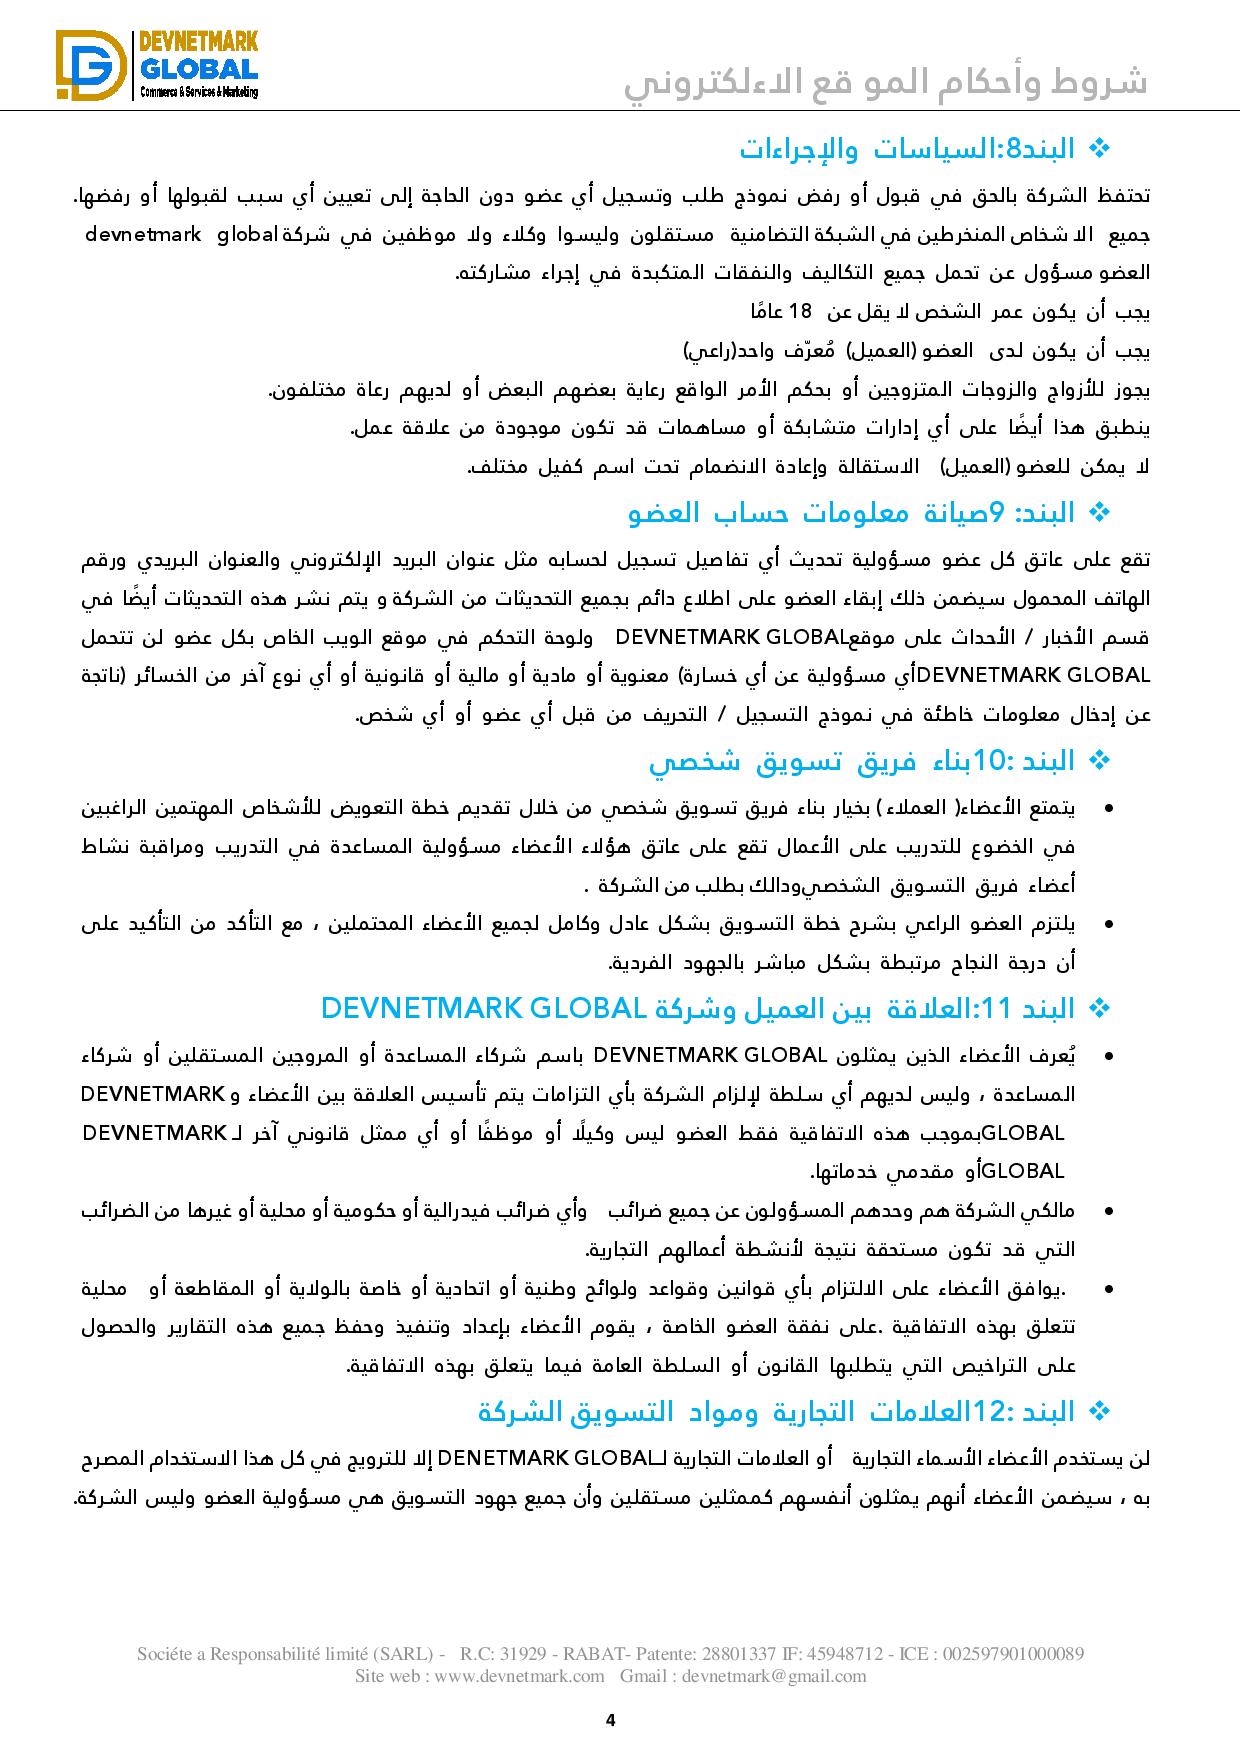 DEVNETMARK
GLOBAL
Commerce & Services & Marketing
شروط وأحكام المو قع الاءلكتروني
❖ البند8:السياسات والإجراءات
تحتفظ الشركة بالحق في قبول أو رفض نموذج طلب وتسجيل أي عضو دون الحاجة إلى تعيين أي سبب لقبولها أو رفضها.
جميع الا شخاص المنخرطين في الشبكة التضامنية مستقلون وليسوا وكلاء ولا موظفين في شركة devnetmark global
العضو مسؤول عن تحمل جميع التكاليف والنفقات المتكبدة في إجراء مشاركته.
يجب أن يكون عمر الشخص لا يقل عن 18 عامًا
يجب أن يكون لدى العضو (العميل) مُعرّف واحد(راعي)
يجوز للأزواج والزوجات المتزوجين أو بحكم الأمر الواقع رعاية بعضهم البعض أو لديهم رعاة مختلفون.
ينطبق هذا أيضًا على أي إدارات متشابكة أو مساهمات قد تكون موجودة من علاقة عمل.
لا يمكن للعضو (العميل) الاستقالة وإعادة الانضمام تحت اسم كفيل مختلف.
❖ البند: 9صيانة معلومات حساب العضو
تقع على عاتق كل عضو مسؤولية تحديث أي تفاصيل تسجيل لحسابه مثل عنوان البريد الإلكتروني والعنوان البريدي ورقم
الهاتف المحمول سيضمن ذلك إبقاء العضو على اطلاع دائم بجميع التحديثات من الشركة و يتم نشر هذه التحديثات أيضًا في
قسم الأخبار / الأحداث على موقعDEVNETMARK GLOBAL ولوحة التحكم في موقع الويب الخاص بكل عضو لن تتحمل
DEVNETMARK GLOBALأي مسؤولية عن أي خسارة) معنوية أو مادية أو مالية أو قانونية أو أي نوع آخر من الخسائر (ناتجة
عن إدخال معلومات خاطئة في نموذج التسجيل / التحريف من قبل أي عضو أو أي شخص.
❖ البند :10بناء فريق تسويق شخصي
• يتمتع الأعضاء( العملاء ) بخيار بناء فريق تسويق شخصي من خلال تقديم خطة التعويض للأشخاص المهتمين الراغبين
في الخضوع للتدريب على الأعمال تقع على عاتق هؤلاء الأعضاء مسؤولية المساعدة في التدريب ومراقبة نشاط
أعضاء فريق التسويق الشخصيودالك بطلب من الشركة .
• يلتزم العضو الراعي بشرح خطة التسويق بشكل عادل وكامل لجميع الأعضاء المحتملين ، مع التأكد من التأكيد على
أن درجة النجاح مرتبطة بشكل مباشر بالجهود الفردية.
❖ البند 11:العلاقة بين العميل وشركة DEVNETMARK GLOBAL
• يُعرف الأعضاء الذين يمثلون DEVNETMARK GLOBAL باسم شركاء المساعدة أو المروجين المستقلين أو شركاء
المساعدة ، وليس لديهم أي سلطة لإلزام الشركة بأي التزامات يتم تأسيس العلاقة بين الأعضاء و DEVNETMARK
GLOBALبموجب هذه الاتفاقية فقط العضو ليس وكيلًا أو موظفًا أو أي ممثل قانوني آخر لـ DEVNETMARK
GLOBALأو مقدمي خدماتها.
• مالكي الشركة هم وحدهم المسؤولون عن جميع ضرائب وأي ضرائب فيدرالية أو حكومية أو محلية أو غيرها من الضرائب
التي قد تكون مستحقة نتيجة لأنشطة أعمالهم التجارية.
• .يوافق الأعضاء على الالتزام بأي قوانين وقواعد ولوائح وطنية أو اتحادية أو خاصة بالولاية أو المقاطعة أو محلية
تتعلق بهذه الاتفاقية .على نفقة العضو الخاصة ، يقوم الأعضاء بإعداد وتنفيذ وحفظ جميع هذه التقارير والحصول
على التراخيص التي يتطلبها القانون أو السلطة العامة فيما يتعلق بهذه الاتفاقية.
❖ البند :12العلامات التجارية ومواد التسويق الشركة
لن يستخدم الأعضاء الأسماء التجارية أو العلامات التجارية لـDENETMARK GLOBAL إلا للترويج في كل هذا الاستخدام المصرح
به ، سيضمن الأعضاء أنهم يمثلون أنفسهم كممثلين مستقلين وأن جميع جهود التسويق هي مسؤولية العضو وليس الشركة.
Sociéte a Responsabilité limité (SARL) - R.C: 31929 - RABAT- Patente: 28801337 IF: 45948712 - ICE : 002597901000089
Site web : www.devnetmark.com Gmail : devnetmark@gmail.com
4